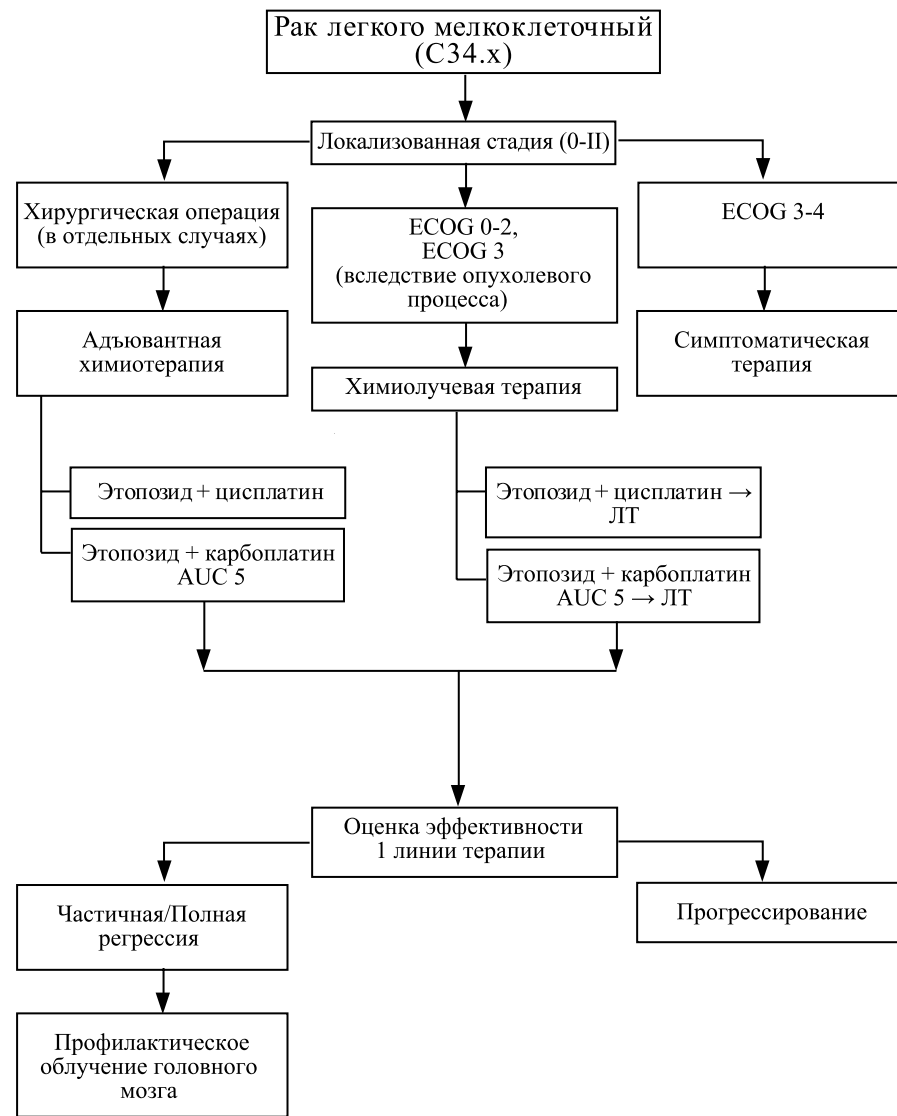 Рак легкого мелкоклеточный
(C34.x)
Локализованная стадия (0-II)
Хирургическая операция
(в отдельных случаях)
ECOG 0-2,
ECOG 3
(вследствие опухолевого
процесса)
ECOG 3-4
Адъювантная
химиотерапия
Химиолучевая терапия
Симптоматическая
терапия
Этопозид + цисплатин
Этопозид + карбоплатин
AUC 5
Этопозид + цисплатин →
ЛТ
Этопозид + карбоплатин
AUC 5 → ЛТ
Оценка эффективности
1 линии терапии
Частичная/Полная
регрессия
Прогрессирование
Профилактическое
облучение головного
мозга